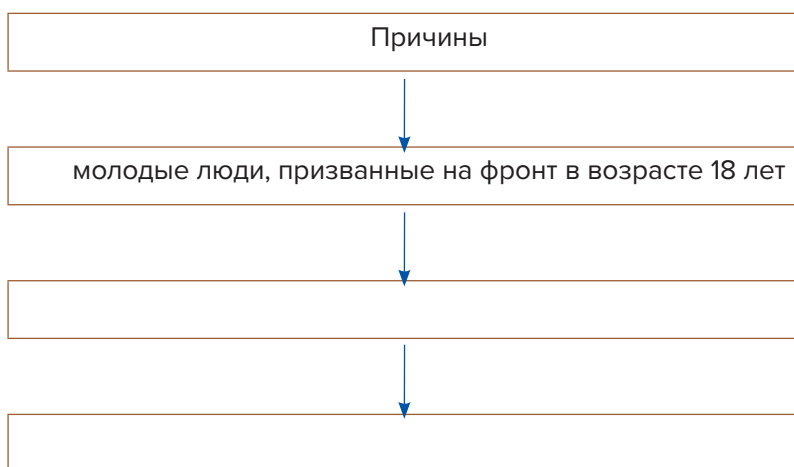 Причины
молодые люди, призванные на фронт в возрасте 18 лет